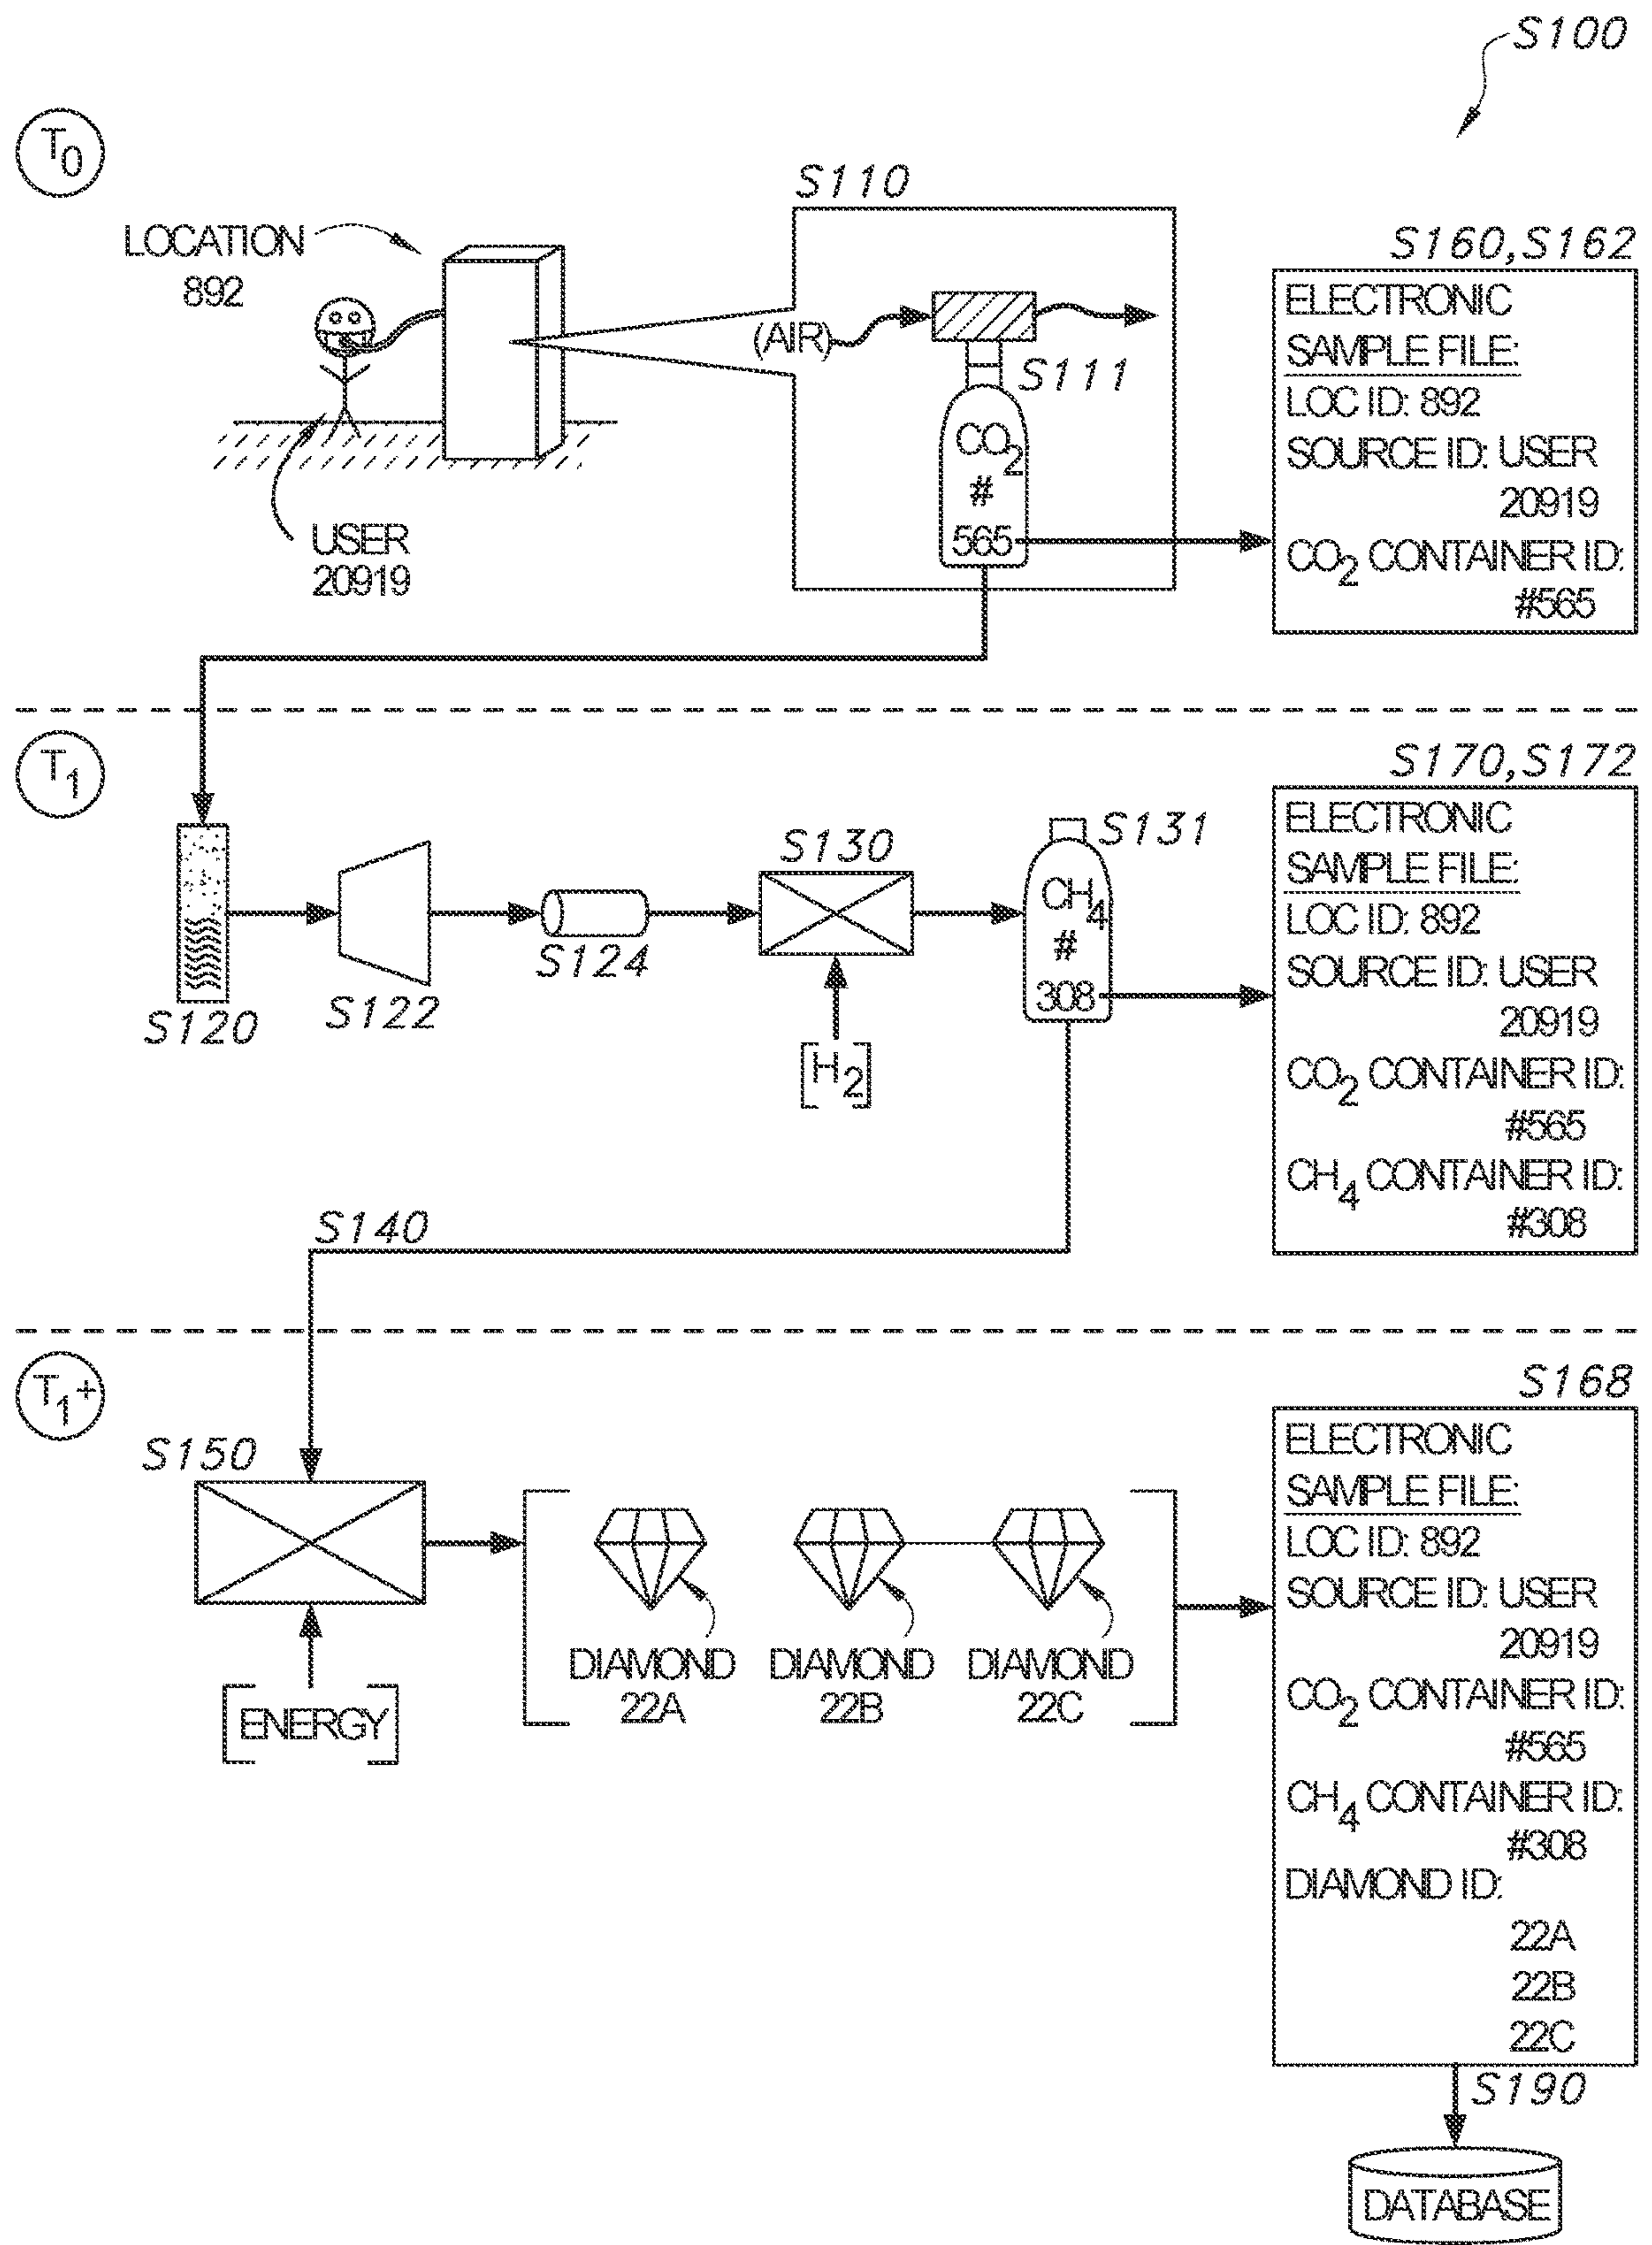 S100
T0
S110
LOCATION
892
S160,S162
ELECTRONIC
SAMPLE FILE:
LOC ID: 892
SOURCE ID: USER
20919
CO2 CONTAINER ID:
#565
(AIR)
S111
CO2
#
565
USER
20919
T1
S170,S172
ELECTRONIC
SAMPLE FILE:
LOC ID: 892
SOURCE ID: USER
20919
CO2 CONTAINER ID:
#565
CH4 CONTAINER ID:
#308
S120
S122
S124
S130
[H2]
S131
CH4
#
308
S140
T1+
S150
[ENERGY]
DIAMOND
22A
DIAMOND
22B
DIAMOND
22C
S168
ELECTRONIC
SAMPLE FILE:
LOC ID: 892
SOURCE ID: USER
20919
CO2 CONTAINER ID:
#565
CH4 CONTAINER ID:
#308
DIAMOND ID:
22A
22B
22C
S190
DATABASE